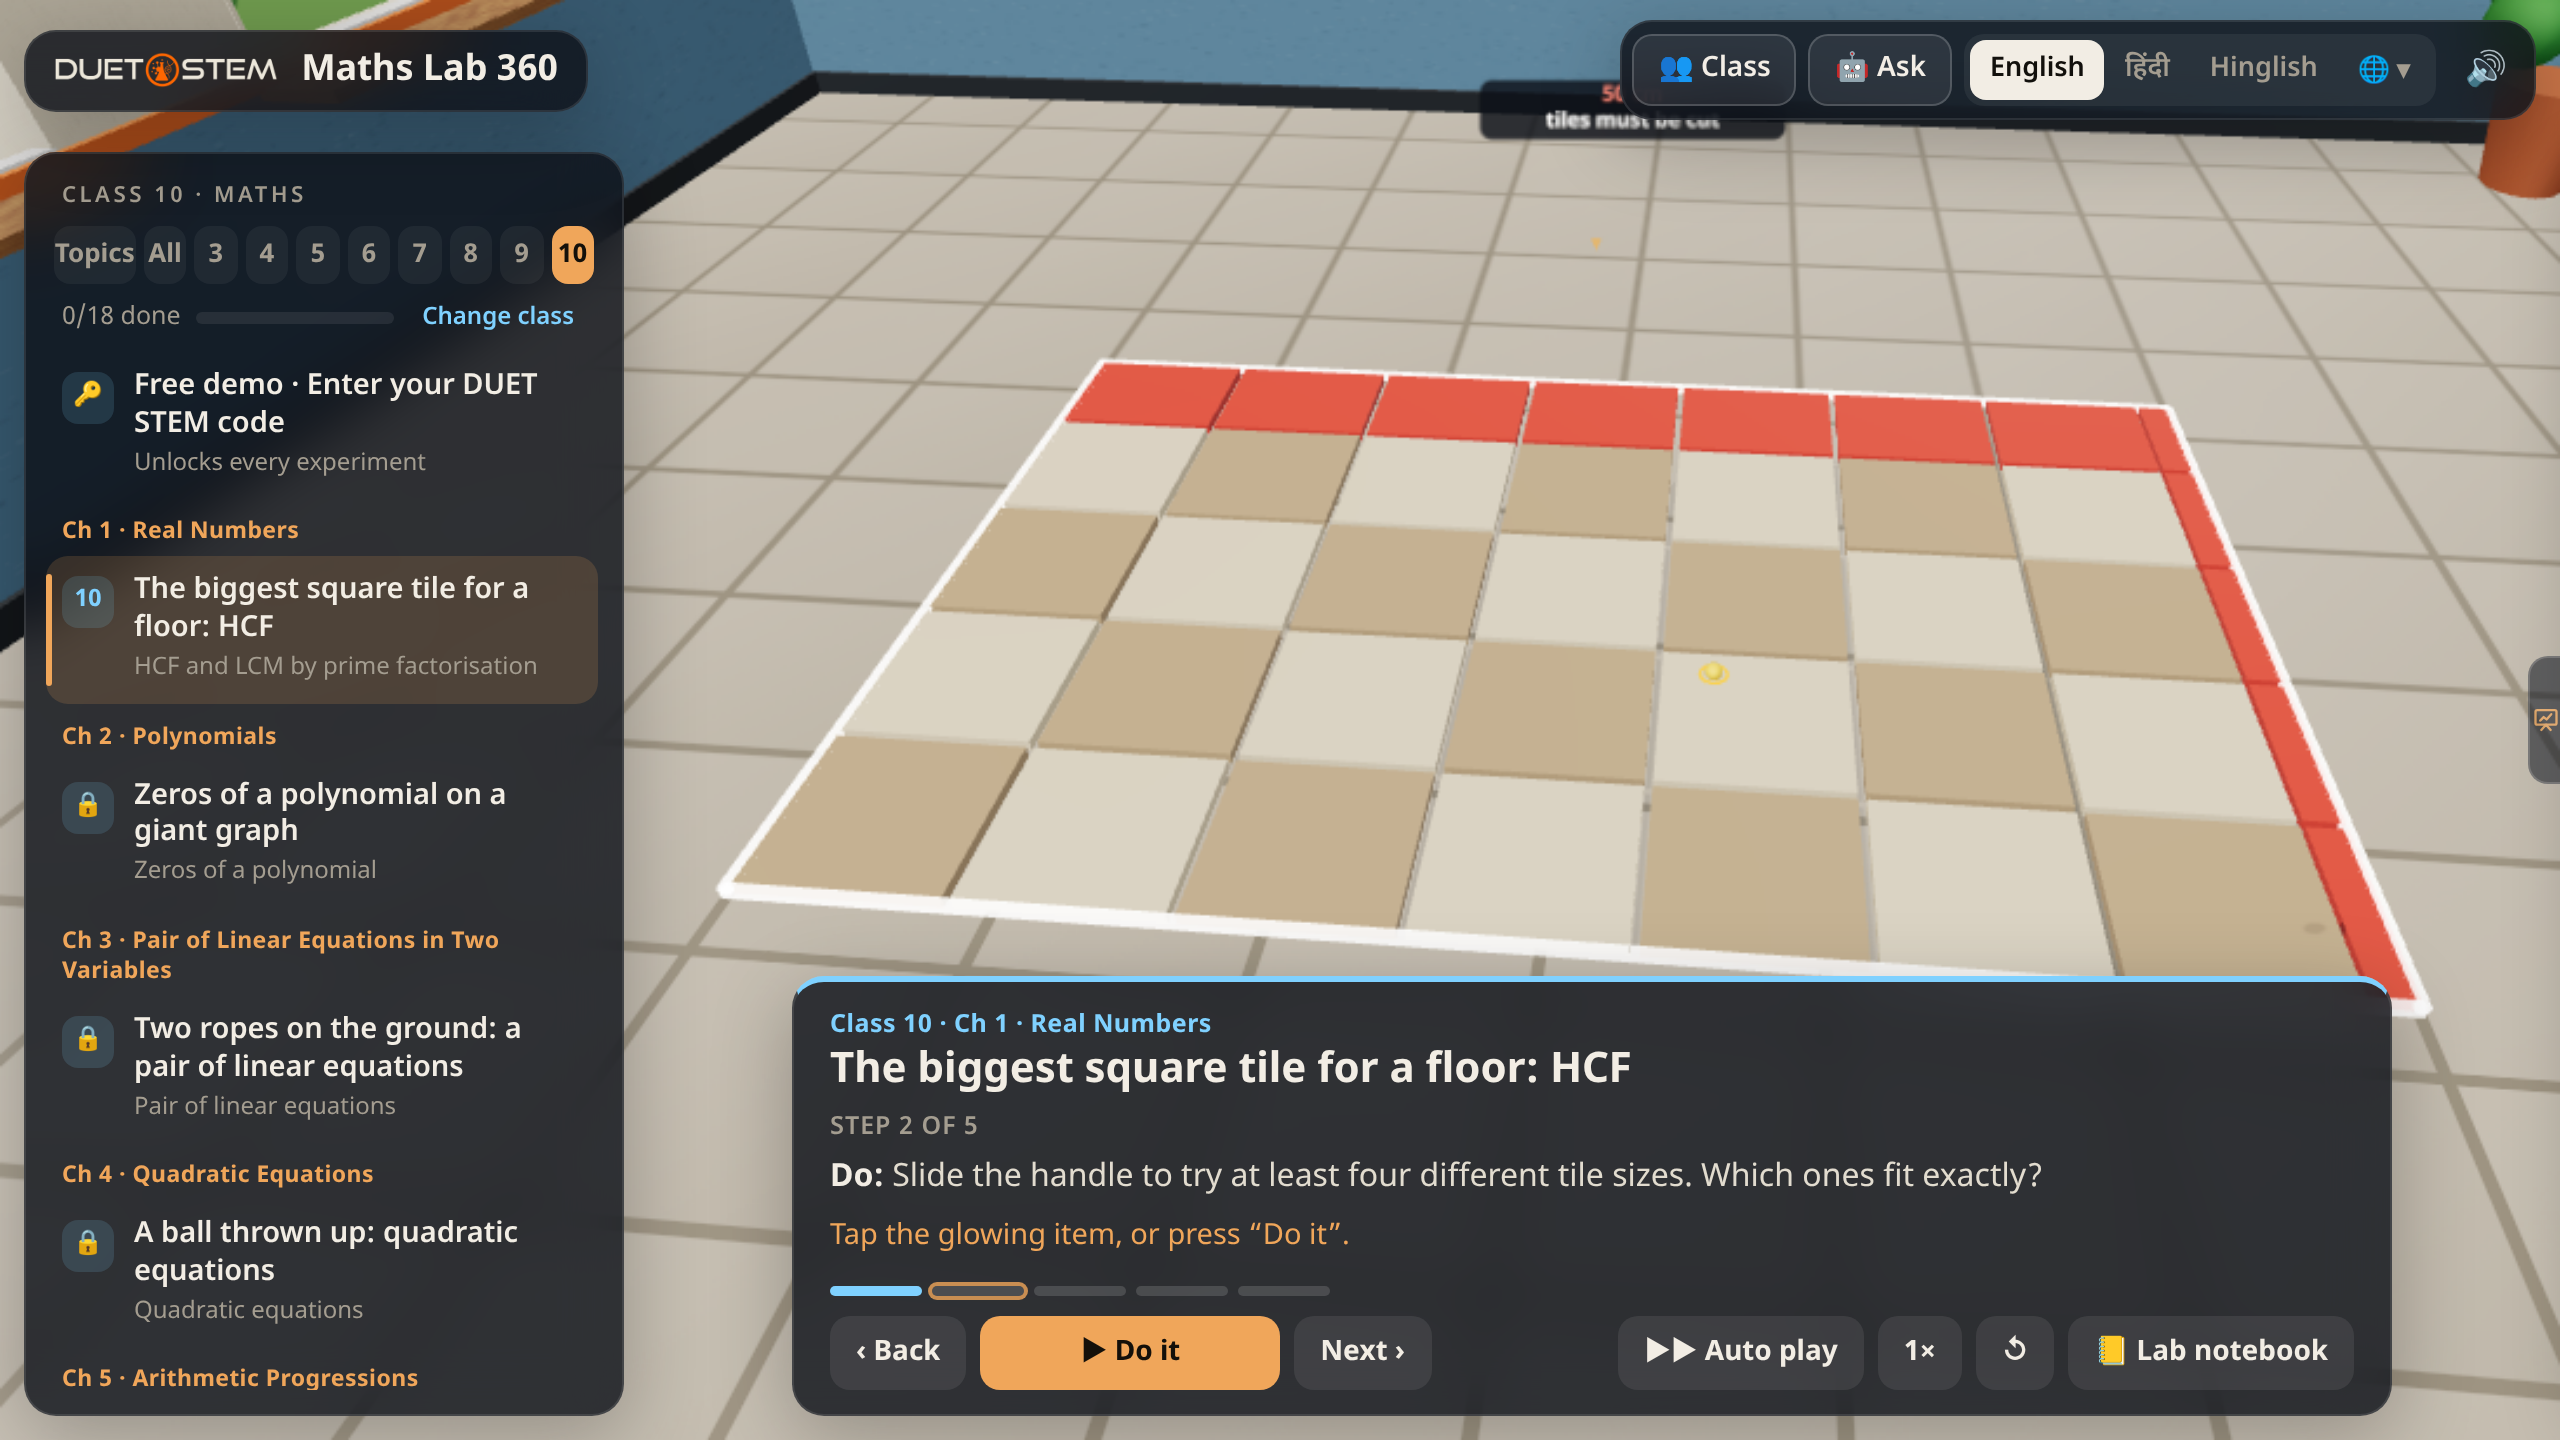 DUET STEM Maths Lab 360
👥 Class 🤖 Ask English हिंदी Hinglish 🌐▾
tiles must be cut
CLASS 10 · MATHS
Topics All 3 4 5 6 7 8 9 10
0/18 done Change class
Free demo · Enter your DUET
STEM code
Unlocks every experiment
Ch 1 · Real Numbers
10 The biggest square tile for a
floor: HCF
HCF and LCM by prime factorisation
Ch 2 · Polynomials
Zeros of a polynomial on a
giant graph
Zeros of a polynomial
Ch 3 · Pair of Linear Equations in Two
Variables
Two ropes on the ground: a
pair of linear equations
Pair of linear equations
Ch 4 · Quadratic Equations
A ball thrown up: quadratic
equations
Quadratic equations
Ch 5 · Arithmetic Progressions
Class 10 · Ch 1 · Real Numbers
The biggest square tile for a floor: HCF
STEP 2 OF 5
Do: Slide the handle to try at least four different tile sizes. Which ones fit exactly?
Tap the glowing item, or press “Do it”.
‹ Back ▶ Do it Next › ▶▶ Auto play 1× ↺ 📒 Lab notebook